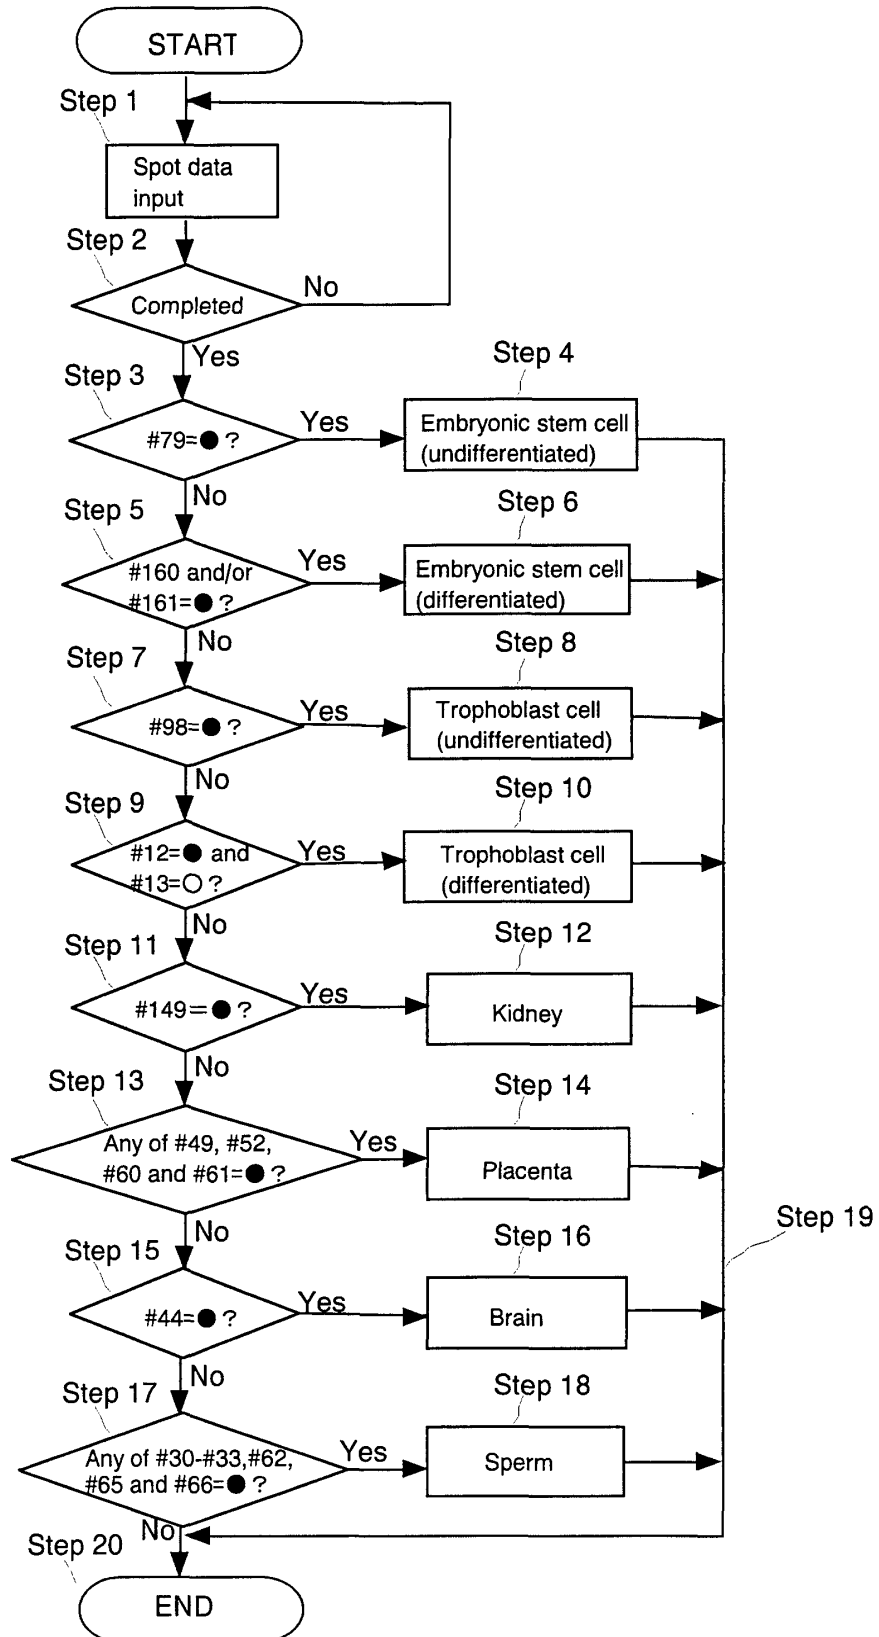 START
Step 1
Spot data
input
Step 2
Completed
No
Yes
Step 3
#79=● ?
Yes
Step 4
Embryonic stem cell
(undifferentiated)
No
Step 5
#160 and/or
#161=● ?
Yes
Step 6
Embryonic stem cell
(differentiated)
No
Step 7
#98=● ?
Yes
Step 8
Trophoblast cell
(undifferentiated)
No
Step 9
#12=● and
#13=○ ?
Yes
Step 10
Trophoblast cell
(differentiated)
No
Step 11
#149=● ?
Yes
Step 12
Kidney
No
Step 13
Any of #49, #52,
#60 and #61=● ?
Yes
Step 14
Placenta
No
Step 15
#44=● ?
Yes
Step 16
Brain
Step 19
No
Step 17
Any of #30-#33,#62,
#65 and #66=● ?
Yes
Step 18
Sperm
No
Step 20
END